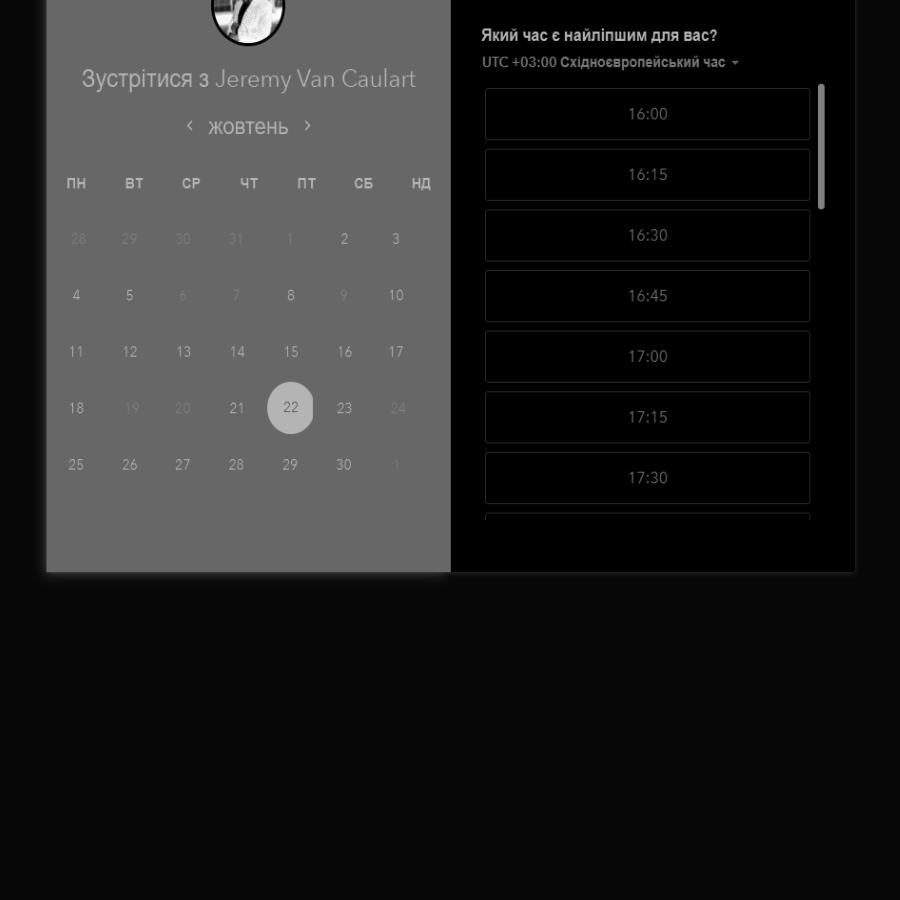 Зустрітися з Jeremy Van Caulart
жовтень
ПН ВТ СР ЧТ ПТ СБ НД
28 29 30 31 1 2 3
4 5 6 7 8 9 10
11 12 13 14 15 16 17
18 19 20 21 22 23 24
25 26 27 28 29 30 1
Який час є найліпшим для вас?
UTC +03:00 Східноєвропейський час
16:00
16:15
16:30
16:45
17:00
17:15
17:30